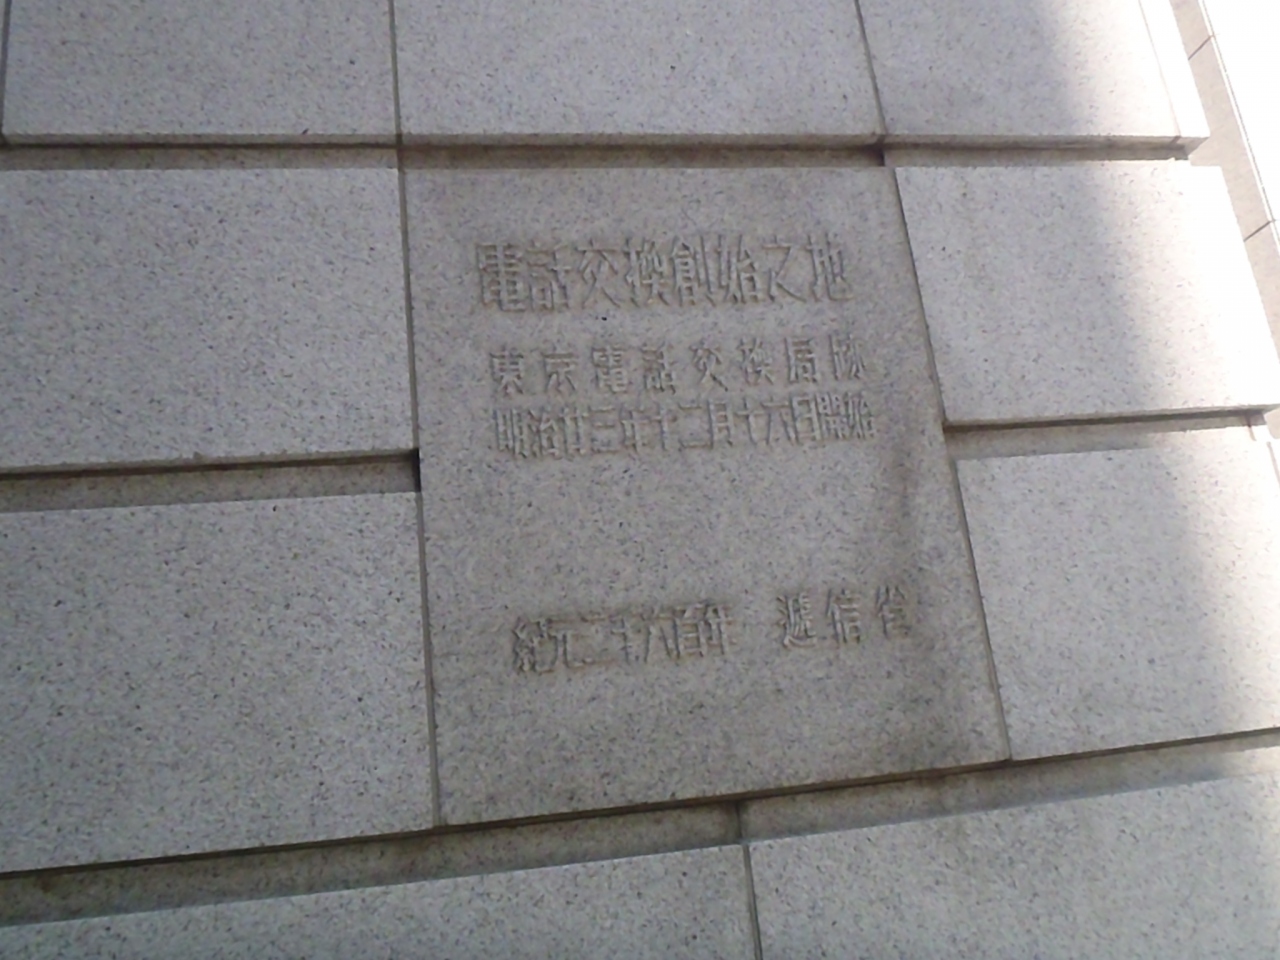 電話交換創始之地
東京電話交換局跡
明治廿三年十二月十六日開始
紀元二千六百年 遞信省